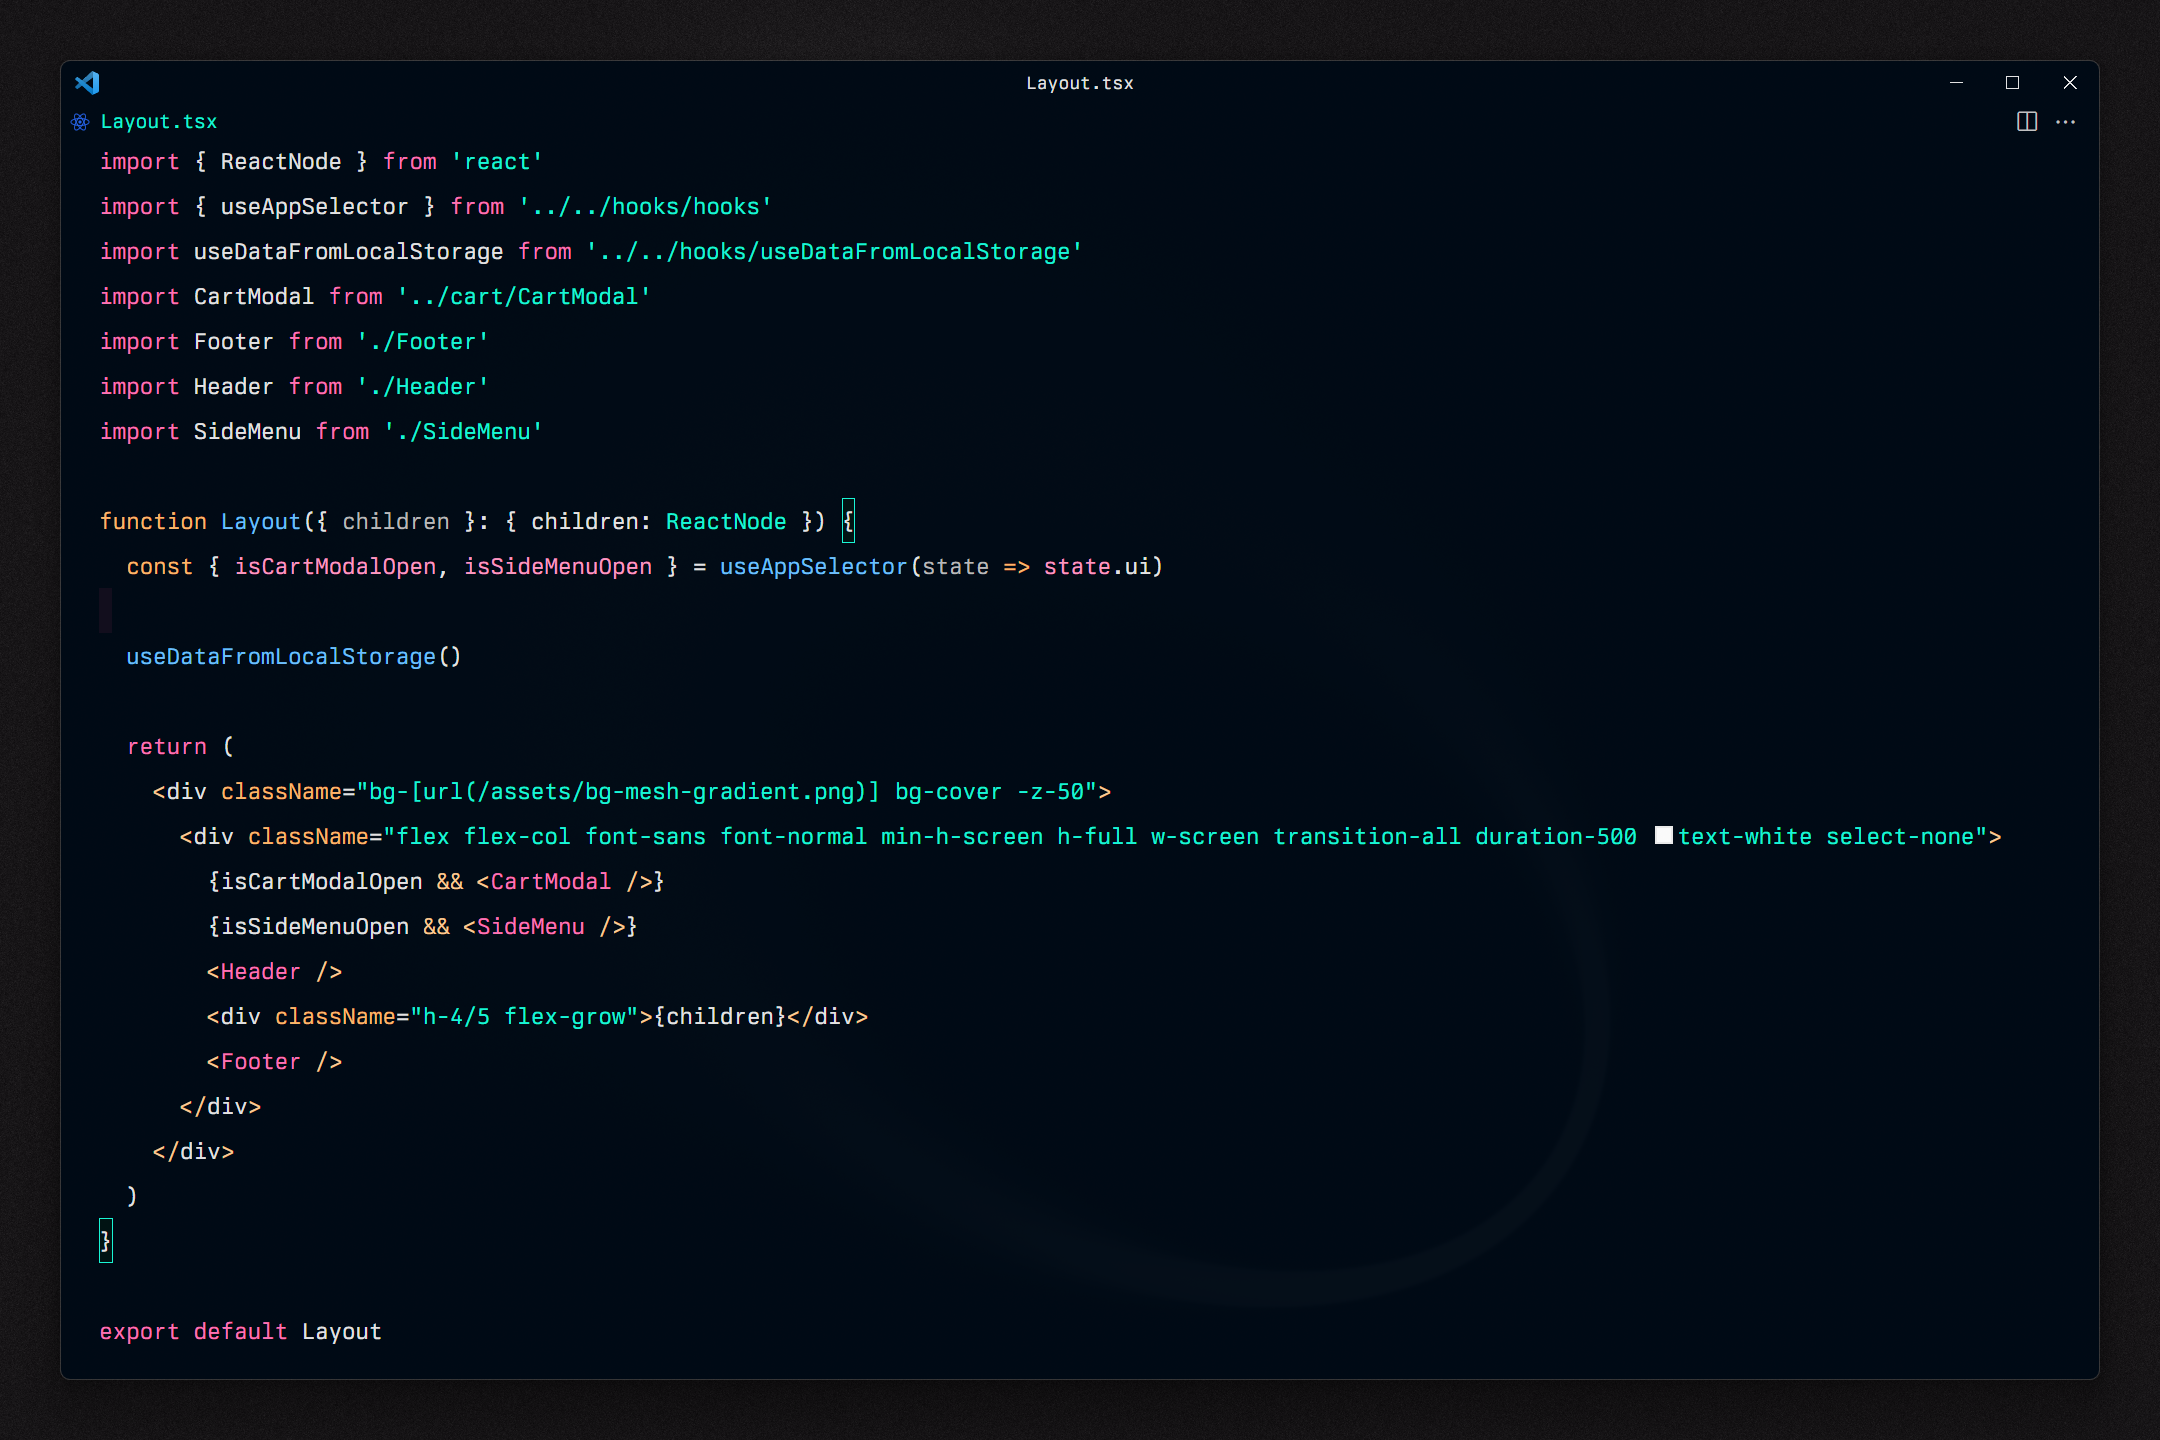 Layout.tsx
Layout.tsx
import { ReactNode } from 'react'
import { useAppSelector } from '../../hooks/hooks'
import useDataFromLocalStorage from '../../hooks/useDataFromLocalStorage'
import CartModal from '../cart/CartModal'
import Footer from './Footer'
import Header from './Header'
import SideMenu from './SideMenu'

function Layout({ children }: { children: ReactNode }) {
  const { isCartModalOpen, isSideMenuOpen } = useAppSelector(state => state.ui)

  useDataFromLocalStorage()

  return (
    <div className="bg-[url(/assets/bg-mesh-gradient.png)] bg-cover -z-50">
      <div className="flex flex-col font-sans font-normal min-h-screen h-full w-screen transition-all duration-500 text-white select-none">
        {isCartModalOpen && <CartModal />}
        {isSideMenuOpen && <SideMenu />}
        <Header />
        <div className="h-4/5 flex-grow">{children}</div>
        <Footer />
      </div>
    </div>
  )
}

export default Layout